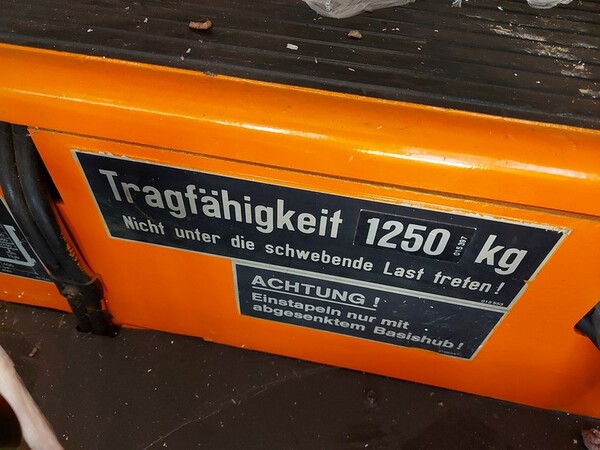 Tragfähigkeit 1250 kg
Nicht unter die schwebende Last treten!
ACHTUNG!
Einstapeln nur mit
abgesenktem Basishub!